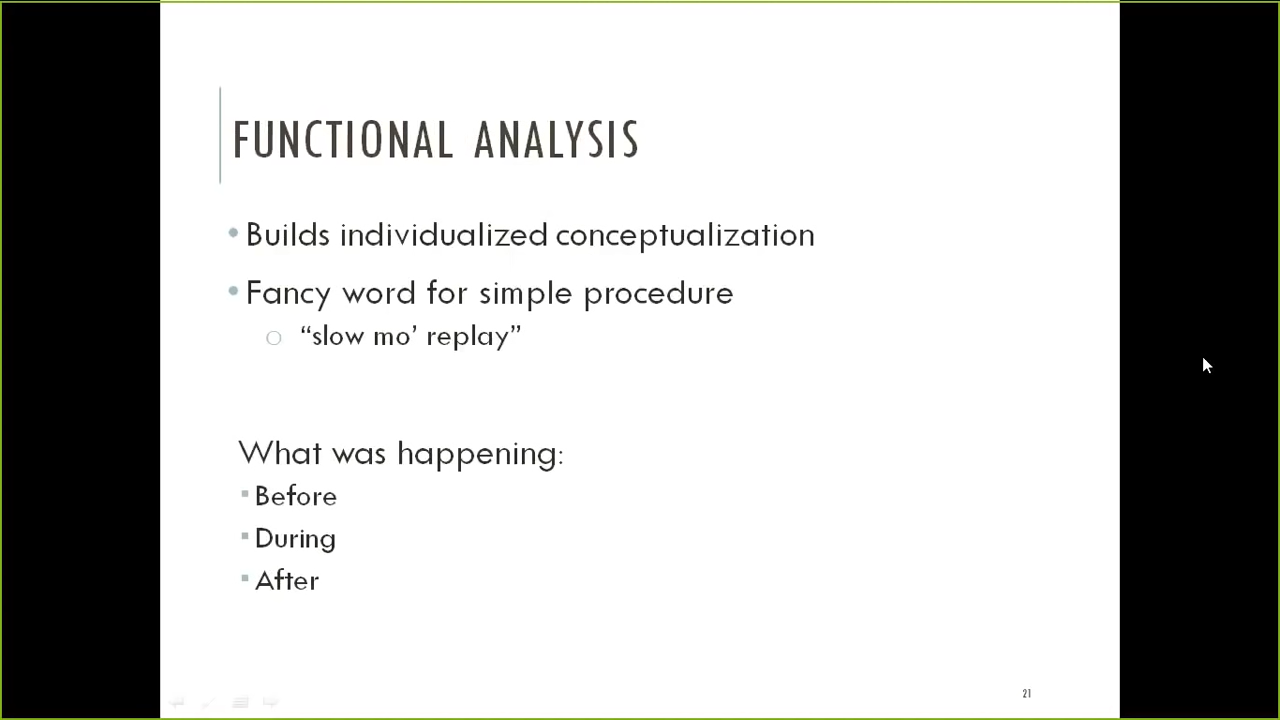 FUNCTIONAL ANALYSIS
• Builds individualized conceptualization
• Fancy word for simple procedure
○ “slow mo’ replay”
What was happening:
▪ Before
▪ During
▪ After
21